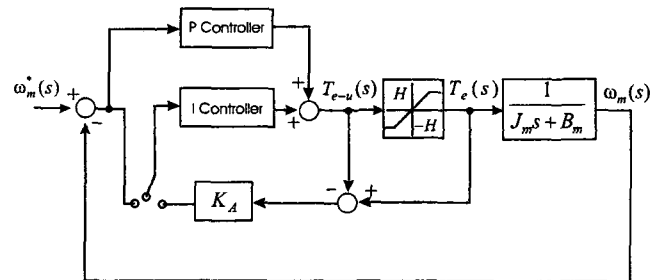 P Controller
ω*m(s)
+
−
I Controller
+
+
Te−u(s)
H
−H
Te(s)
1
Jms+Bm
ωm(s)
KA
−
+